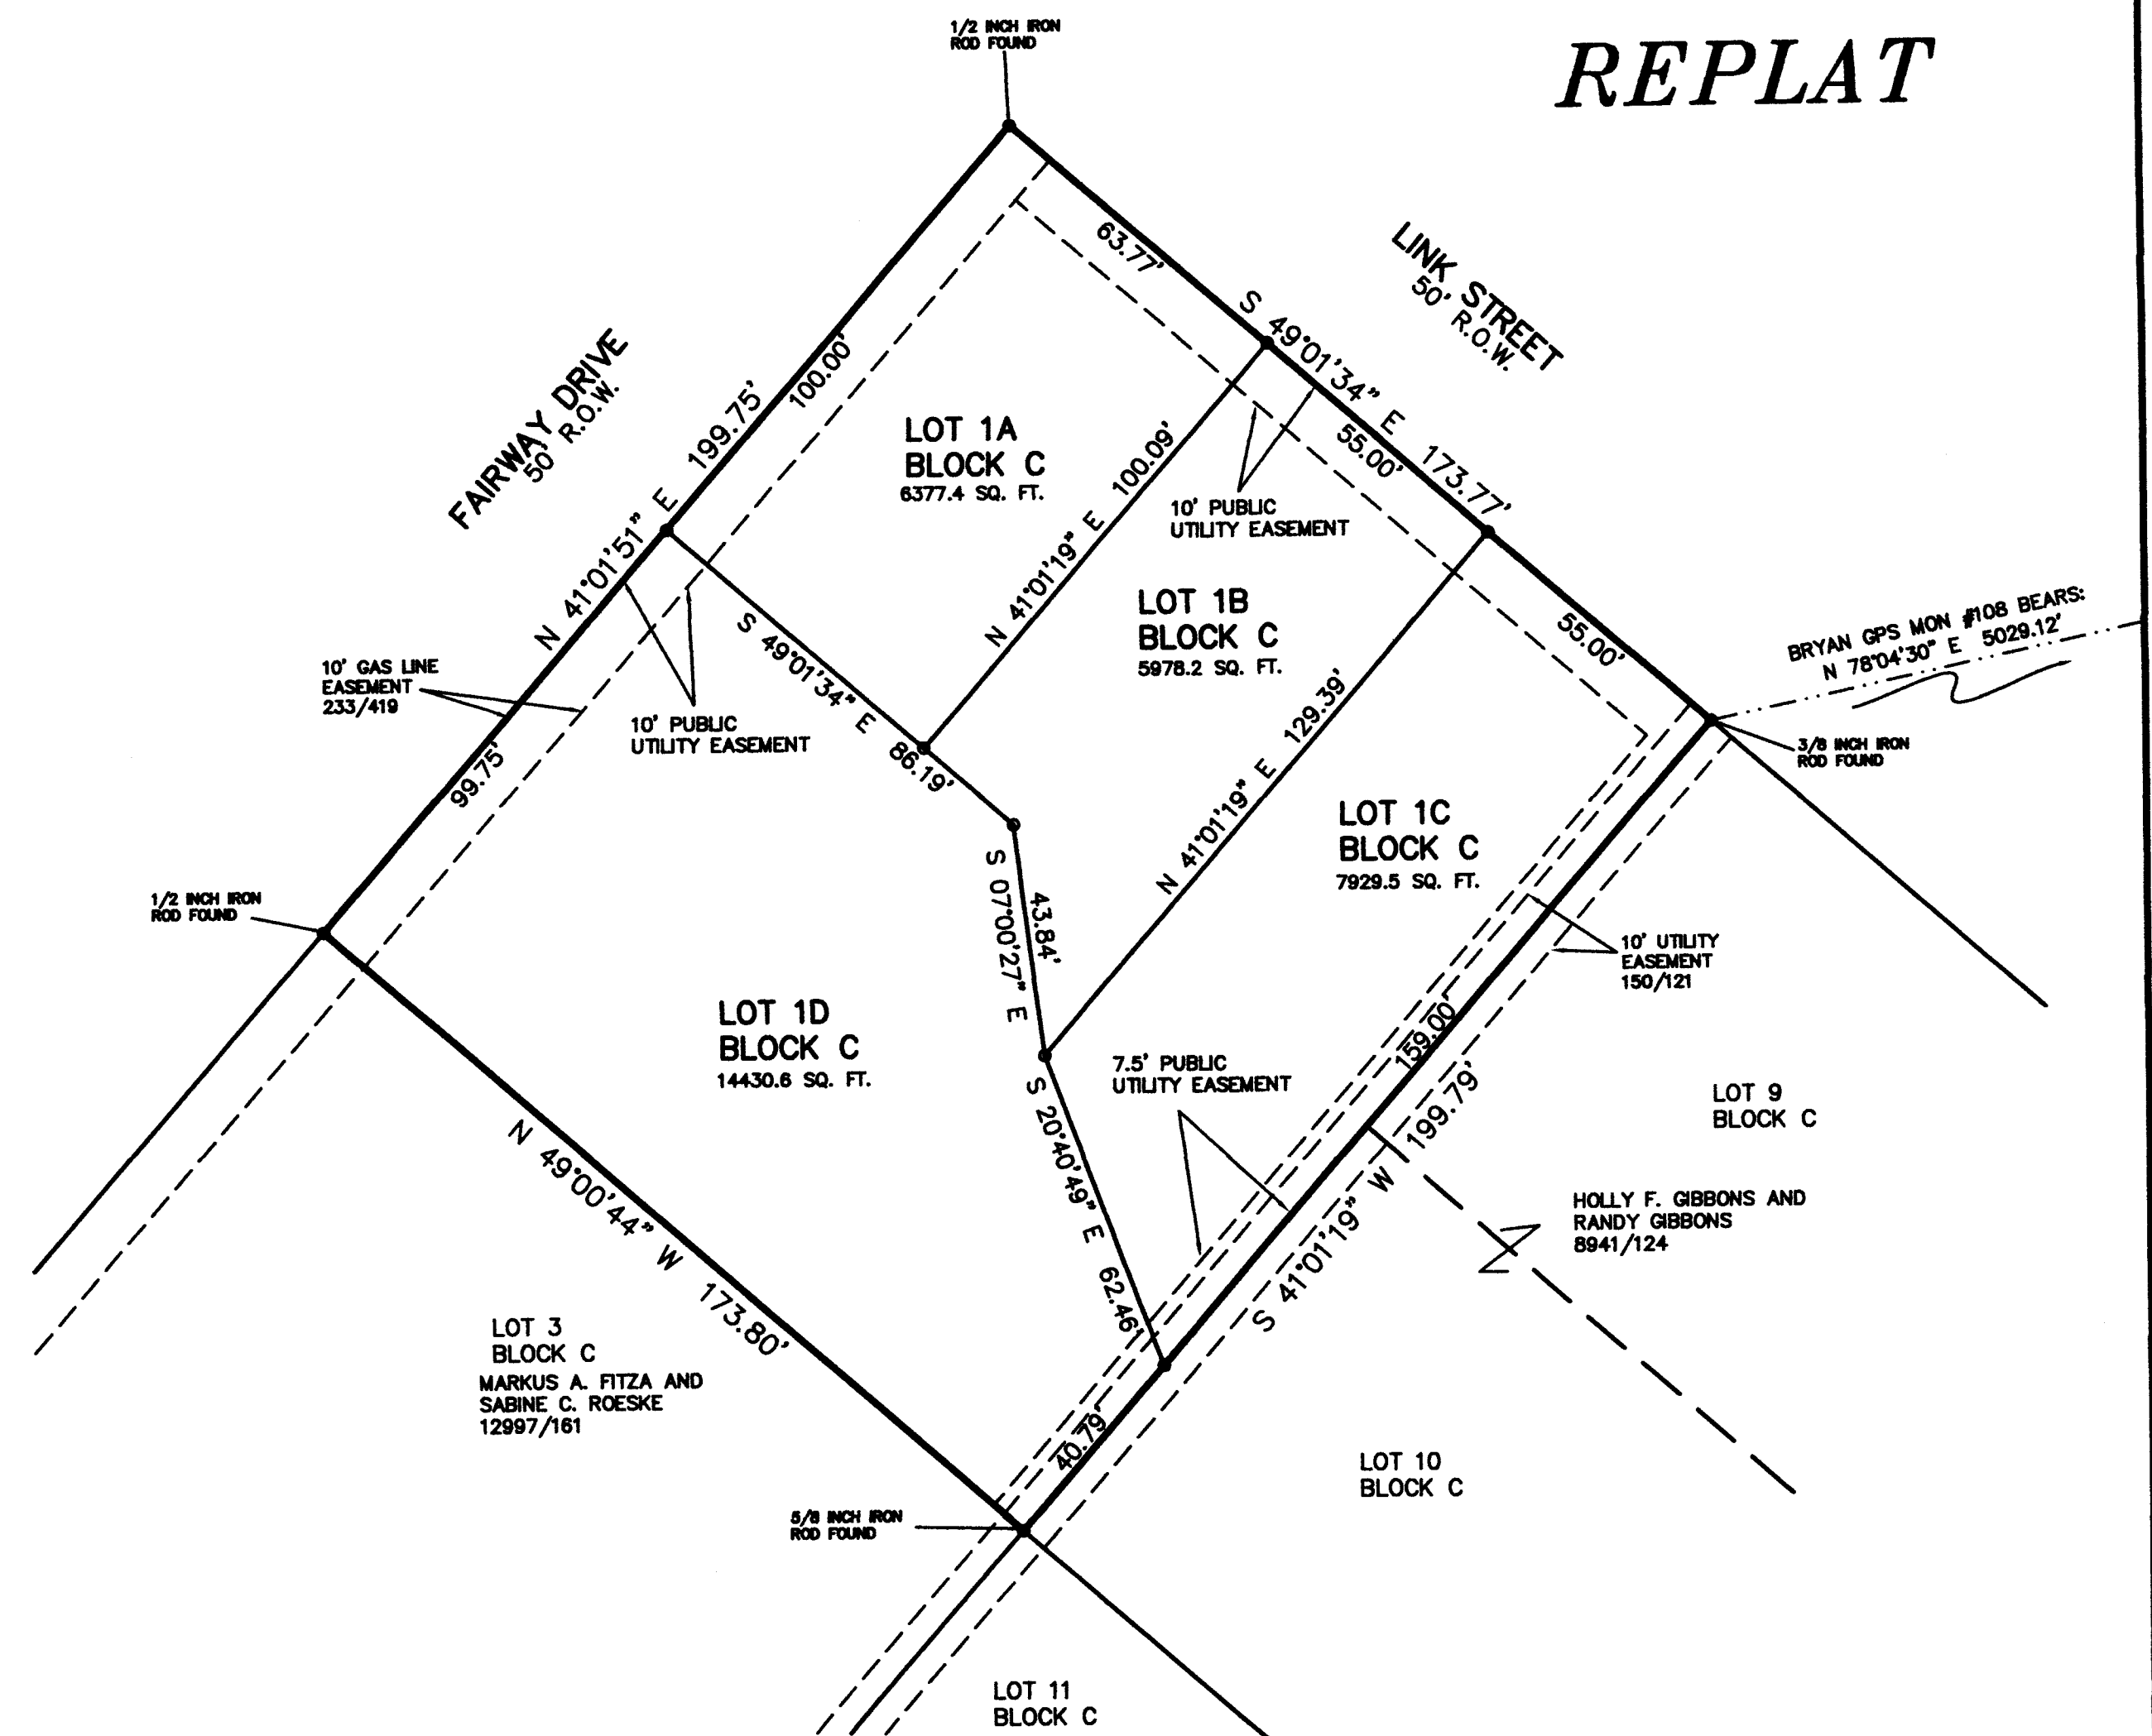 1/2 INCH IRON
ROD FOUND
REPLAT
63.77'
LINK STREET
50' R.O.W.
S 49°01'34" E 173.77'
FAIRWAY DRIVE
50' R.O.W.
N 41°01'51" E 199.75'
100.00'
LOT 1A
BLOCK C
6377.4 SQ. FT.
N 41°01'19" E 100.09'
10' PUBLIC
UTILITY EASEMENT
55.00'
LOT 1B
BLOCK C
5978.2 SQ. FT.
55.00'
BRYAN GPS MON #108 BEARS:
N 78°04'30" E 5029.12'
3/8 INCH IRON
ROD FOUND
10' GAS LINE
EASEMENT
233/419
10' PUBLIC
UTILITY EASEMENT
S 49°01'34" E 86.19'
99.75'
N 41°01'19" E 129.39'
LOT 1C
BLOCK C
7929.5 SQ. FT.
1/2 INCH IRON
ROD FOUND
S 07°00'27" E
43.84'
10' UTILITY
EASEMENT
150/121
LOT 1D
BLOCK C
14430.6 SQ. FT.
7.5' PUBLIC
UTILITY EASEMENT
159.00'
S 41°01'19" W 199.79'
LOT 9
BLOCK C
S 20°40'49" E 62.46'
HOLLY F. GIBBONS AND
RANDY GIBBONS
8941/124
N 49°00'44" W 173.80'
LOT 3
BLOCK C
MARKUS A. FITZA AND
SABINE C. ROESKE
12997/161
40.79'
LOT 10
BLOCK C
5/8 INCH IRON
ROD FOUND
LOT 11
BLOCK C